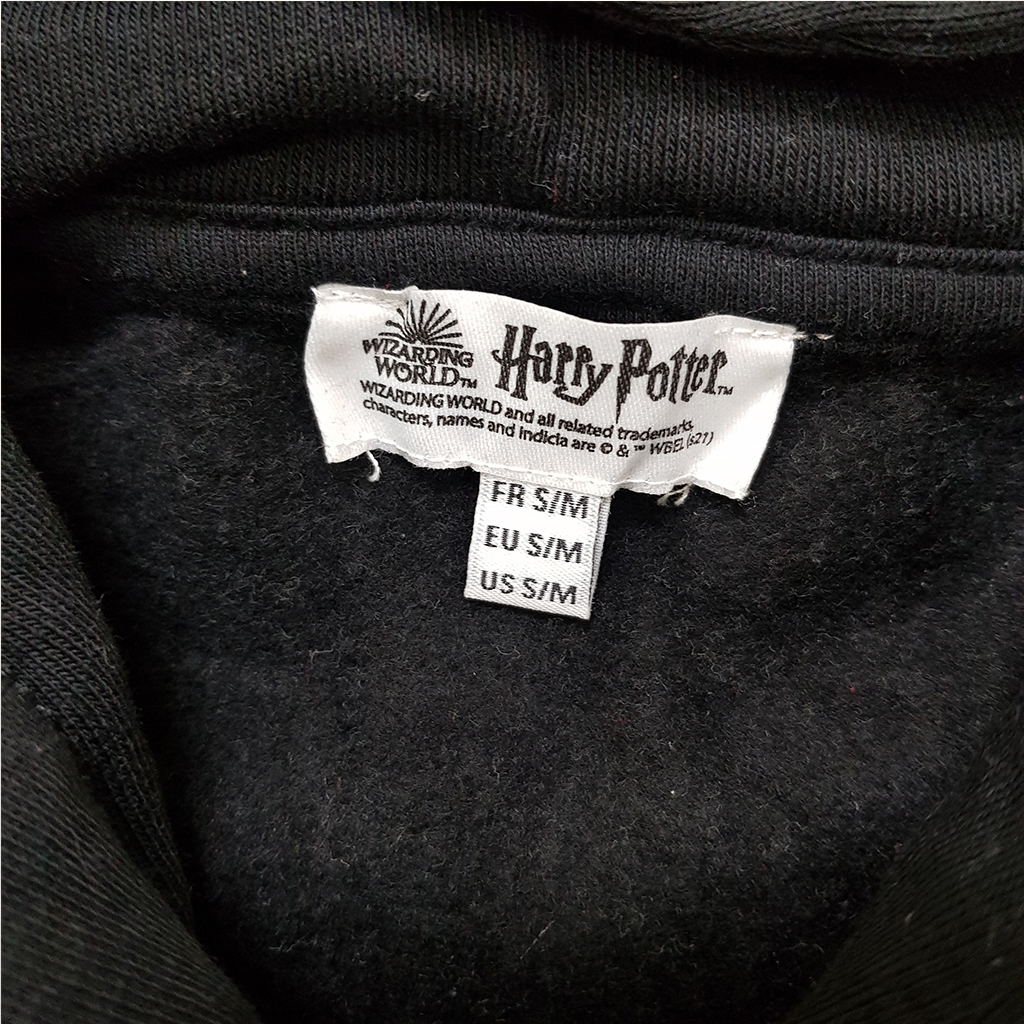 WIZARDING
WORLD™
Harry Potter™
WIZARDING WORLD and all related trademarks,
characters, names and indicia are © & ™ WBEI. (s21)
FR S/M
EU S/M
US S/M